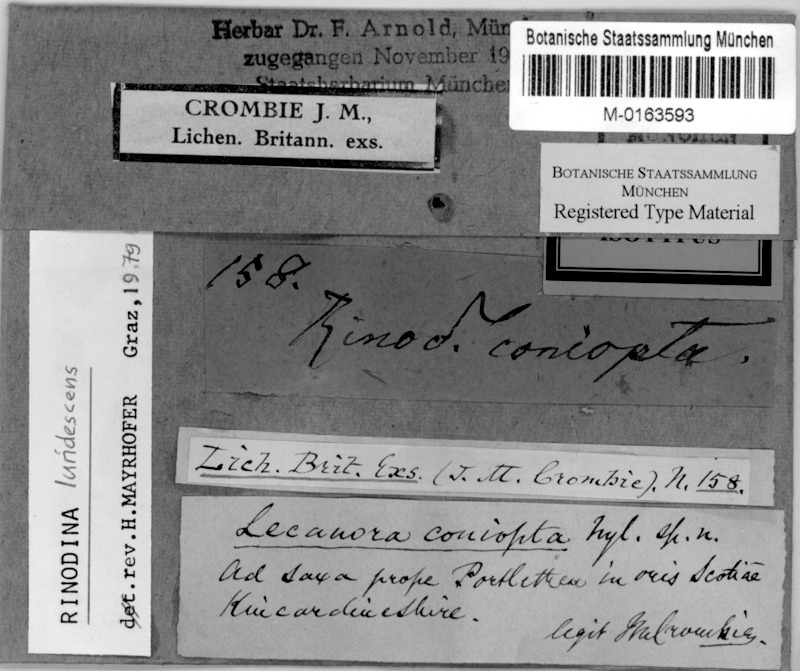 Herbar Dr. F. Arnold,
zugegangen November 19
Staatsherbarium München
Botanische Staatssammlung München
M-0163593
CROMBIE J. M.,
Lichen. Britann. exs.
BOTANISCHE STAATSSAMMLUNG
MÜNCHEN
Registered Type Material
ISOTYPUS
158.
Rinod. coniopta.
RINODINA luridescens
det. rev. H. MAYRHOFER Graz, 1979
Lich. Brit. Exs. (J. M. Crombie). N. 158.
Lecanora coniopta Nyl. sp. n.
Ad saxa prope Portlethen in oris Scotiae
Kincardineshire.
legit Crombie.